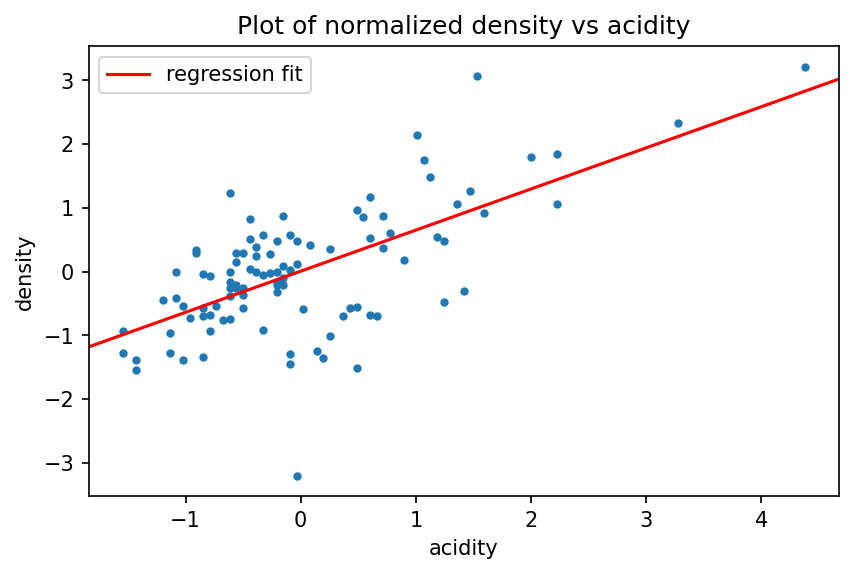 Plot of normalized density vs acidity
regression fit
3
2
1
0
−1
−2
−3
density
−1 0 1 2 3 4
acidity